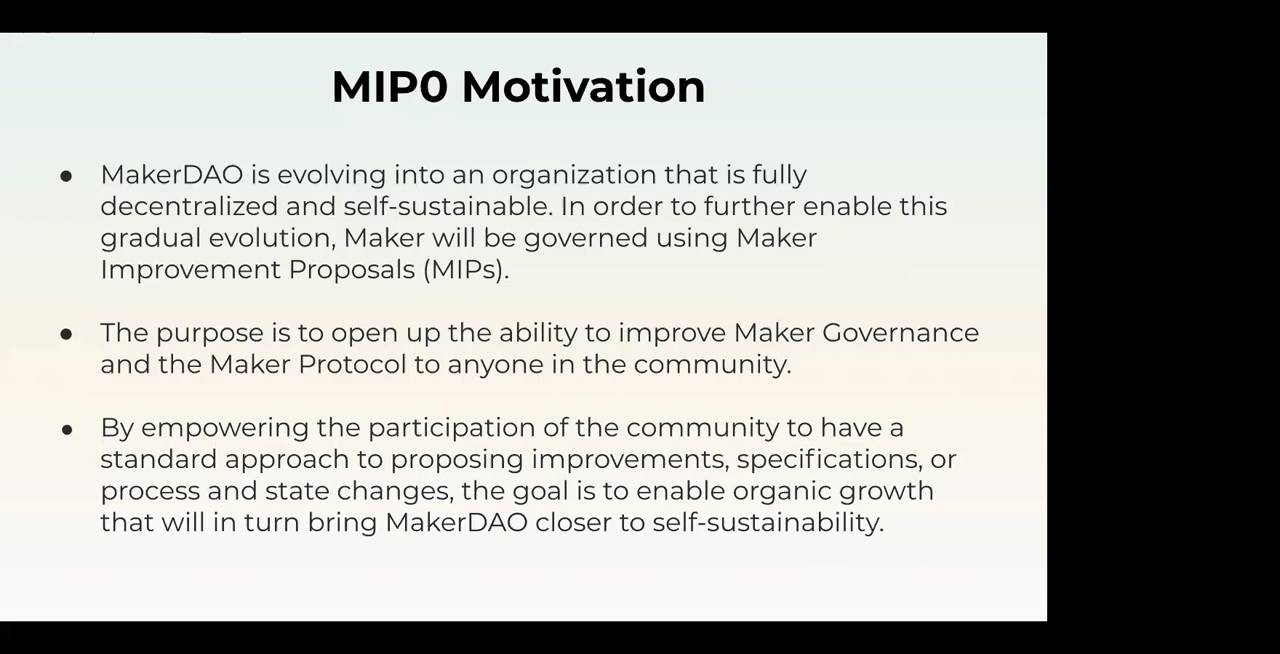 MIP0 Motivation
● MakerDAO is evolving into an organization that is fully
decentralized and self-sustainable. In order to further enable this
gradual evolution, Maker will be governed using Maker
Improvement Proposals (MIPs).
● The purpose is to open up the ability to improve Maker Governance
and the Maker Protocol to anyone in the community.
● By empowering the participation of the community to have a
standard approach to proposing improvements, specifications, or
process and state changes, the goal is to enable organic growth
that will in turn bring MakerDAO closer to self-sustainability.